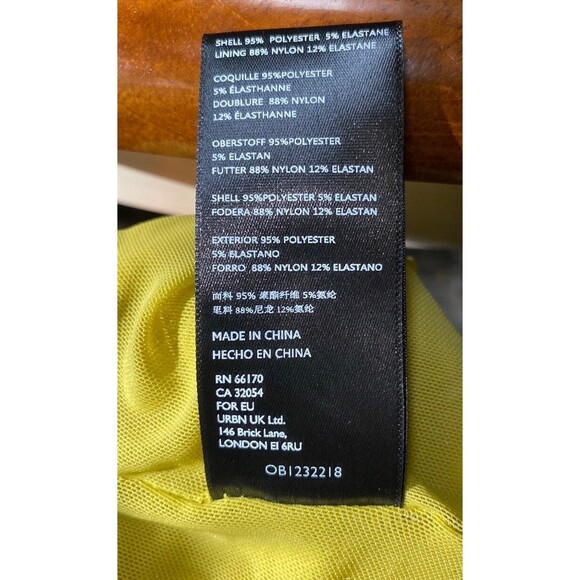 SHELL 95% POLYESTER 5% ELASTANE
LINING 88% NYLON 12% ELASTANE
COQUILLE 95%POLYESTER
5% ÉLASTHANNE
DOUBLURE 88% NYLON
12% ÉLASTHANNE
OBERSTOFF 95%POLYESTER
5% ELASTAN
FUTTER 88% NYLON 12% ELASTAN
SHELL 95%POLYESTER 5% ELASTAN
FODERA 88% NYLON 12% ELASTAN
EXTERIOR 95% POLYESTER
5% ELASTANO
FORRO 88% NYLON 12% ELASTANO
面料 95% 聚酯纤维 5%氨纶
里料 88%尼龙 12%氨纶
MADE IN CHINA
HECHO EN CHINA
RN 66170
CA 32054
FOR EU
URBN UK Ltd.
146 Brick Lane,
LONDON E1 6RU
OB1232218